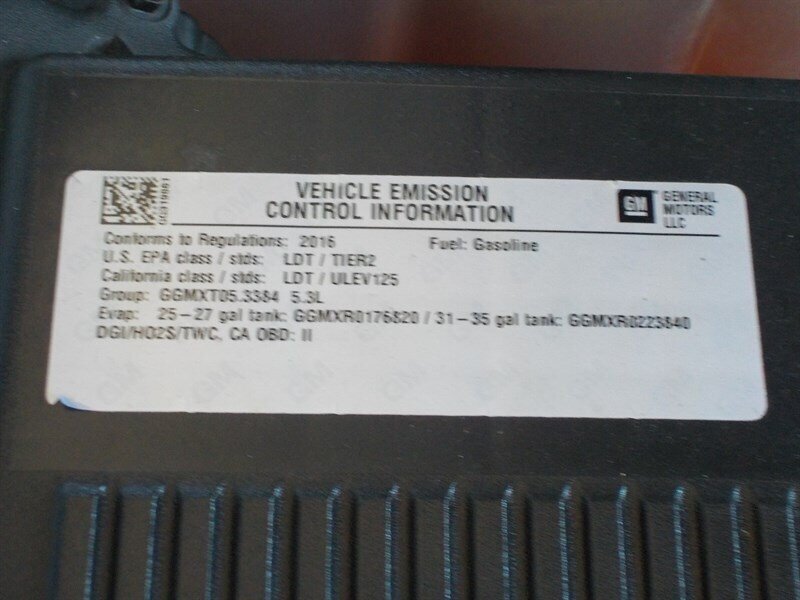 VEHICLE EMISSION
CONTROL INFORMATION
GM GENERAL
MOTORS
LLC
Conforms to Regulations: 2016 Fuel: Gasoline
U.S. EPA class / stds: LDT / TIER2
California class / stds: LDT / ULEV125
Group: GGMXT05.3384 5.3L
Evap: 25-27 gal tank: GGMXR0176820 / 31-35 gal tank: GGMXR0223840
DGI/HO2S/TWC, CA OBD: II